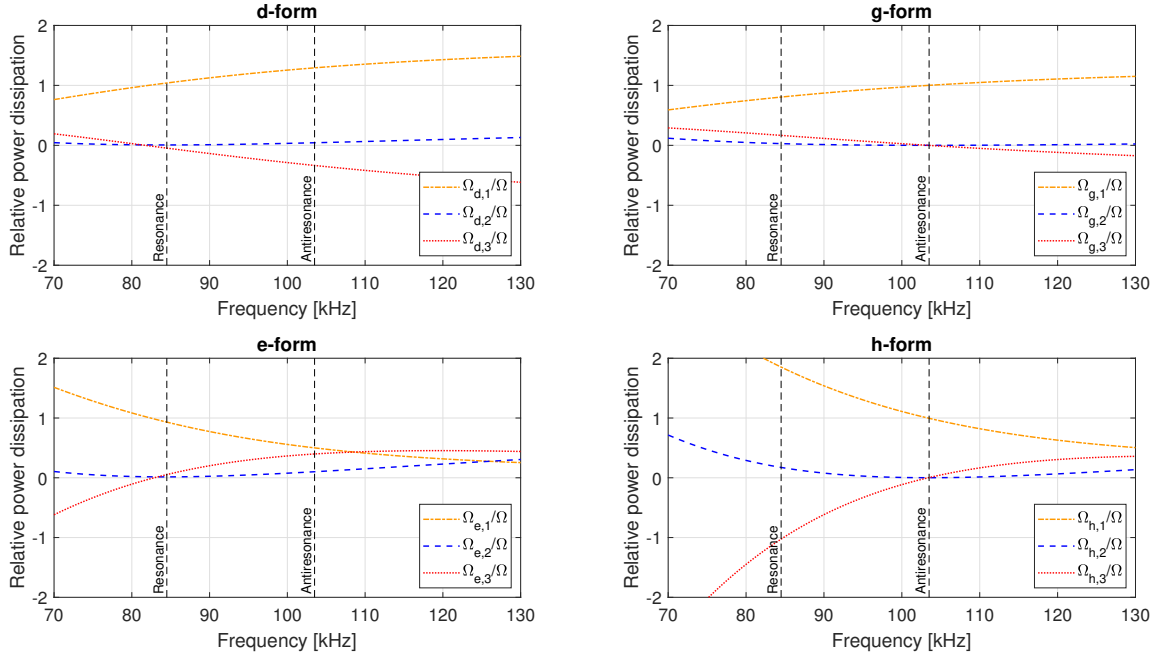 d-form
Relative power dissipation
2
1
0
-1
-2
Resonance
Antiresonance
Ω_d,1/Ω
Ω_d,2/Ω
Ω_d,3/Ω
70 80 90 100 110 120 130
Frequency [kHz]
g-form
Relative power dissipation
2
1
0
-1
-2
Resonance
Antiresonance
Ω_g,1/Ω
Ω_g,2/Ω
Ω_g,3/Ω
70 80 90 100 110 120 130
Frequency [kHz]
e-form
Relative power dissipation
2
1
0
-1
-2
Resonance
Antiresonance
Ω_e,1/Ω
Ω_e,2/Ω
Ω_e,3/Ω
70 80 90 100 110 120 130
Frequency [kHz]
h-form
Relative power dissipation
2
1
0
-1
-2
Resonance
Antiresonance
Ω_h,1/Ω
Ω_h,2/Ω
Ω_h,3/Ω
70 80 90 100 110 120 130
Frequency [kHz]